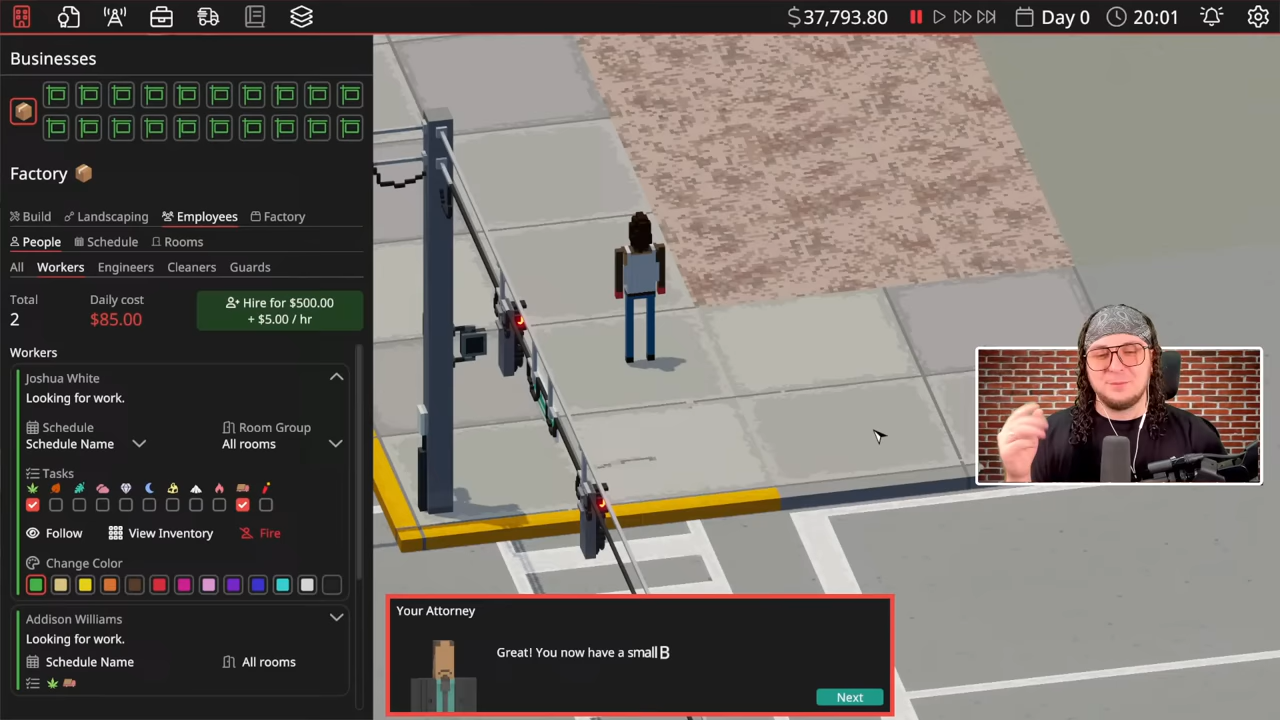 $37,793.80
Day 0
20:01
Businesses
Factory
Build Landscaping Employees Factory
People Schedule Rooms
All Workers Engineers Cleaners Guards
Total
2
Daily cost
$85.00
Hire for $500.00
+ $5.00 / hr
Workers
Joshua White
Looking for work.
Schedule Room Group
Schedule Name All rooms
Tasks
Follow View Inventory Fire
Change Color
Addison Williams
Looking for work.
Schedule Name All rooms
Your Attorney
Great! You now have a small B
Next